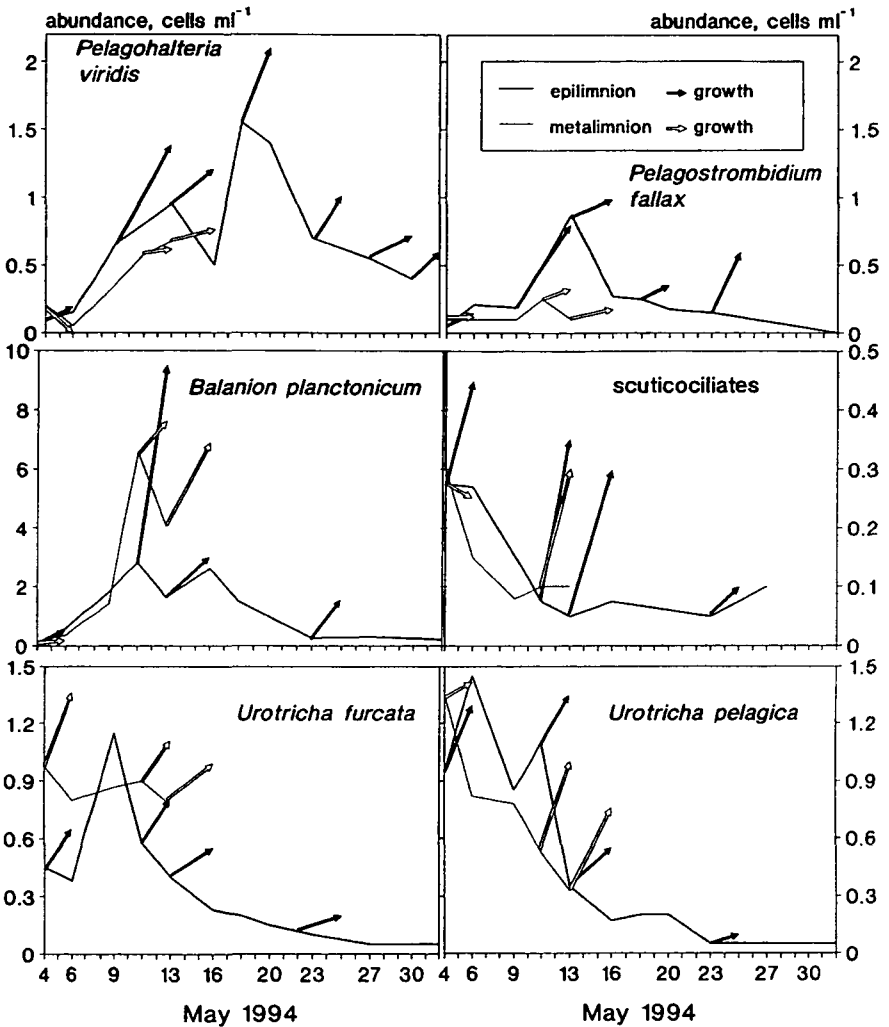 abundance, cells ml⁻¹
abundance, cells ml⁻¹
Pelagohalteria
viridis
2
1.5
1
0.5
0
epilimnion growth
metalimnion growth
Pelagostrombidium
fallax
2
1.5
1
0.5
0
Balanion planctonicum
10
8
6
4
2
0
scuticociliates
0.5
0.4
0.3
0.2
0.1
0
Urotricha furcata
1.5
1.2
0.9
0.6
0.3
0
4 6 9 13 16 20 23 27 30
May 1994
Urotricha pelagica
1.5
1.2
0.9
0.6
0.3
0
4 6 9 13 16 20 23 27 30
May 1994